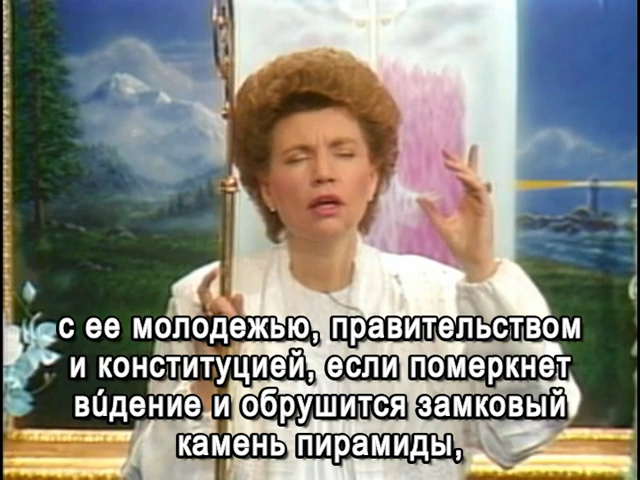 с ее молодежью, правительством
и конституцией, если померкнет
ви́дение и обрушится замковый
камень пирамиды,